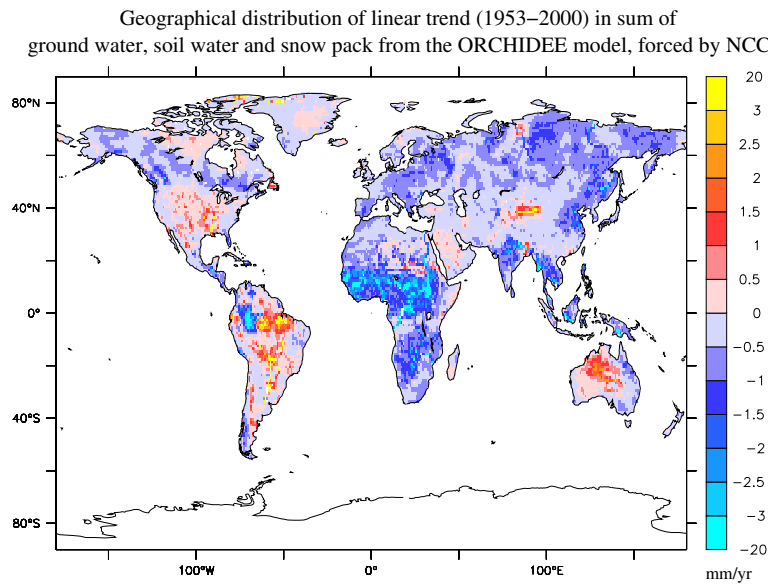 Geographical distribution of linear trend (1953−2000) in sum of
ground water, soil water and snow pack from the ORCHIDEE model, forced by NCC
80°N
40°N
0°
40°S
80°S
100°W
0°
100°E
20
3
2.5
2
1.5
1
0.5
0
−0.5
−1
−1.5
−2
−2.5
−3
−20
mm/yr